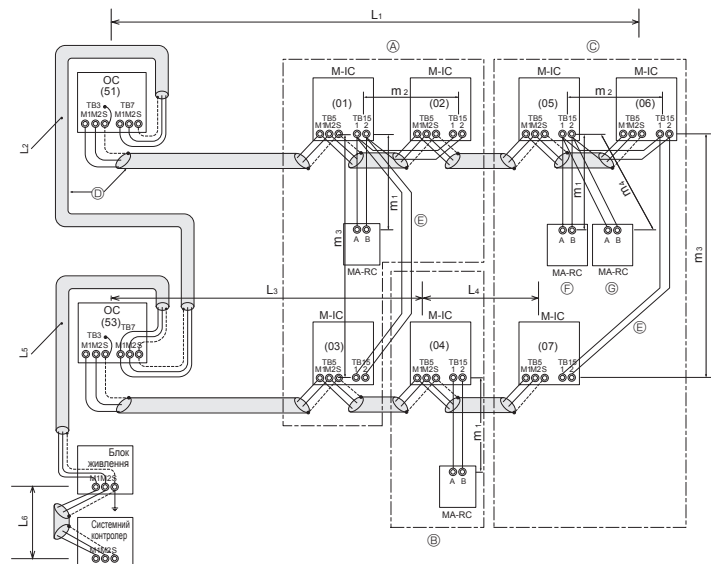 L1
Ⓐ
Ⓒ
OC
(51)
TB3 TB7
M1M2S M1M2S
M-IC
(01)
TB5 TB15
M1M2S 1 2
M-IC
(02)
TB5 TB15
M1M2S 1 2
m2
M-IC
(05)
TB5 TB15
M1M2S 1 2
M-IC
(06)
TB5 TB15
M1M2S 1 2
m2
L2
Ⓓ
m1
m3
Ⓔ
A B
MA-RC
m1
m4
A B
MA-RC
Ⓕ
A B
MA-RC
Ⓖ
m3
Ⓔ
L3
L4
OC
(53)
TB3 TB7
M1M2S M1M2S
L5
M-IC
(03)
TB5 TB15
M1M2S 1 2
M-IC
(04)
TB5 TB15
M1M2S 1 2
M-IC
(07)
TB5 TB15
M1M2S 1 2
m1
A B
MA-RC
Ⓑ
Блок
живлення
M1M2S
L6
Системний
контролер
M1M2S